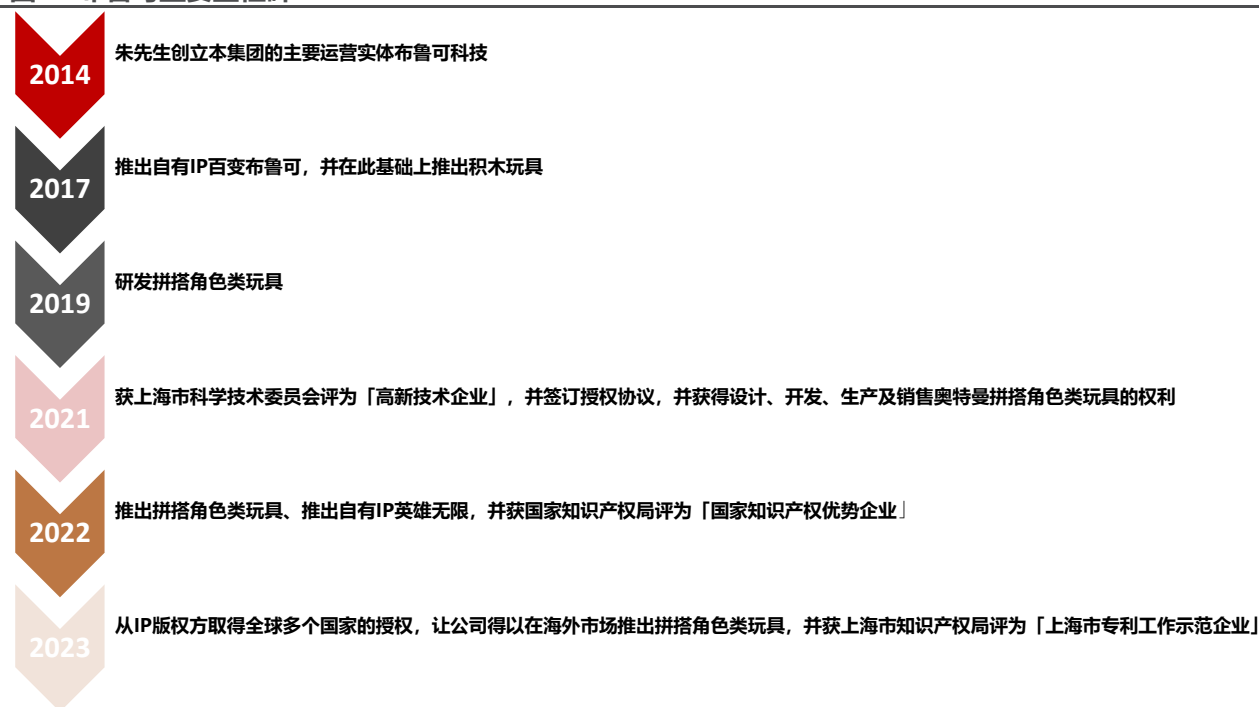 2014
朱先生创立本集团的主要运营实体布鲁可科技
2017
推出自有IP百变布鲁可，并在此基础上推出积木玩具
2019
研发拼搭角色类玩具
2021
获上海市科学技术委员会评为「高新技术企业」，并签订授权协议，并获得设计、开发、生产及销售奥特曼拼搭角色类玩具的权利
2022
推出拼搭角色类玩具、推出自有IP英雄无限，并获国家知识产权局评为「国家知识产权优势企业」
2023
从IP版权方取得全球多个国家的授权，让公司得以在海外市场推出拼搭角色类玩具，并获上海市知识产权局评为「上海市专利工作示范企业」